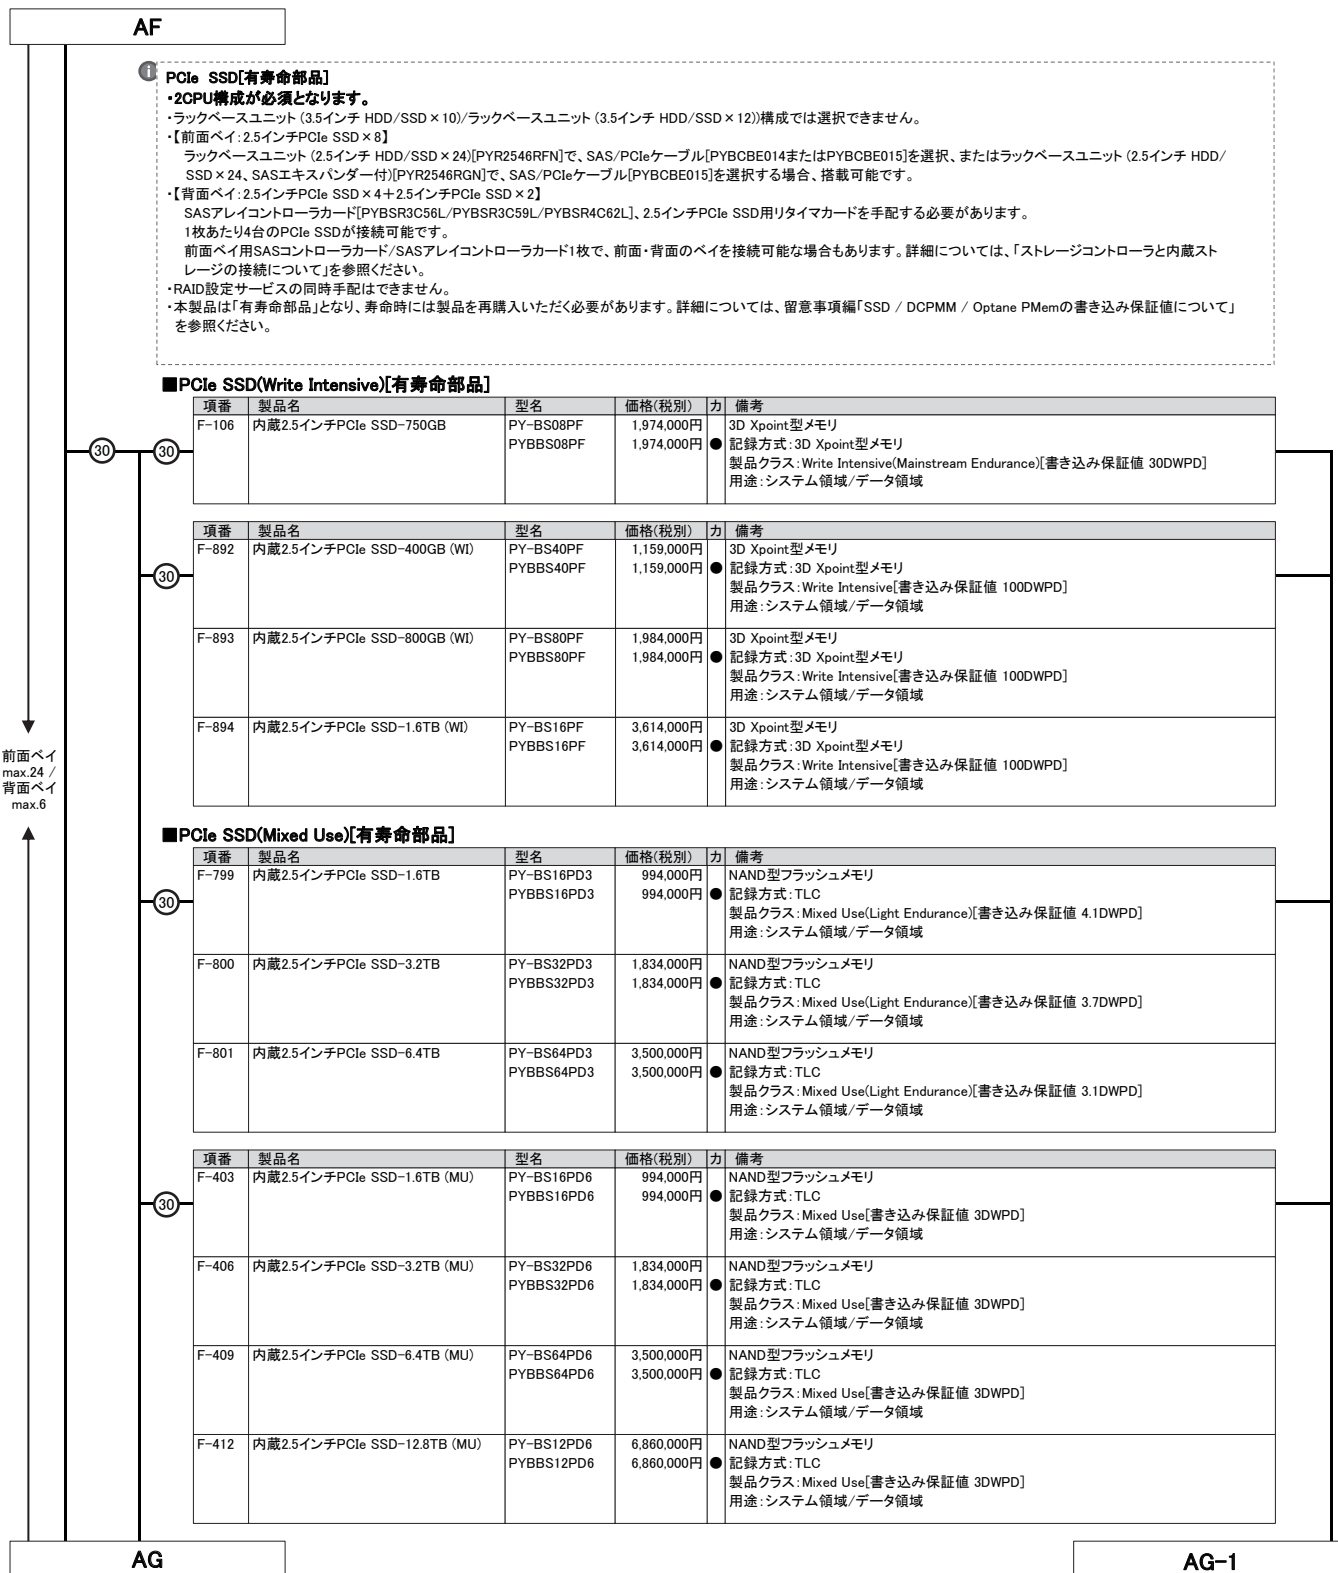 AF
PCIe SSD[有寿命部品]
・2CPU構成が必須となります。
・ラックベースユニット (3.5インチ HDD/SSD×10)/ラックベースユニット (3.5インチ HDD/SSD×12))構成では選択できません。
・【前面ベイ:2.5インチPCIe SSD×8】
ラックベースユニット (2.5インチ HDD/SSD×24)[PYR2546RFN]で、SAS/PCIeケーブル[PYBCBE014またはPYBCBE015]を選択、またはラックベースユニット (2.5インチ HDD/
SSD×24、SASエキスパンダー付)[PYR2546RGN]で、SAS/PCIeケーブル[PYBCBE015]を選択する場合、搭載可能です。
・【背面ベイ:2.5インチPCIe SSD×4+2.5インチPCIe SSD×2】
SASアレイコントローラカード[PYBSR3C56L/PYBSR3C59L/PYBSR4C62L]、2.5インチPCIe SSD用リタイマカードを手配する必要があります。
1枚あたり4台のPCIe SSDが接続可能です。
前面ベイ用SASコントローラカード/SASアレイコントローラカード1枚で、前面・背面のベイを接続可能な場合もあります。詳細については、「ストレージコントローラと内蔵スト
レージの接続について」を参照ください。
・RAID設定サービスの同時手配はできません。
・本製品は「有寿命部品」となり、寿命時には製品を再購入いただく必要があります。詳細については、留意事項編「SSD / DCPMM / Optane PMemの書き込み保証値について」
を参照ください。
■PCIe SSD(Write Intensive)[有寿命部品]
項番 製品名 型名 価格(税別) カ 備考
F-106 内蔵2.5インチPCIe SSD-750GB PY-BS08PF 1,974,000円 3D Xpoint型メモリ
PYBBS08PF 1,974,000円 ● 記録方式:3D Xpoint型メモリ
製品クラス:Write Intensive(Mainstream Endurance)[書き込み保証値 30DWPD]
用途:システム領域/データ領域
30 30
項番 製品名 型名 価格(税別) カ 備考
F-892 内蔵2.5インチPCIe SSD-400GB (WI) PY-BS40PF 1,159,000円 3D Xpoint型メモリ
PYBBS40PF 1,159,000円 ● 記録方式:3D Xpoint型メモリ
製品クラス:Write Intensive[書き込み保証値 100DWPD]
用途:システム領域/データ領域
30
F-893 内蔵2.5インチPCIe SSD-800GB (WI) PY-BS80PF 1,984,000円 3D Xpoint型メモリ
PYBBS80PF 1,984,000円 ● 記録方式:3D Xpoint型メモリ
製品クラス:Write Intensive[書き込み保証値 100DWPD]
用途:システム領域/データ領域
F-894 内蔵2.5インチPCIe SSD-1.6TB (WI) PY-BS16PF 3,614,000円 3D Xpoint型メモリ
PYBBS16PF 3,614,000円 ● 記録方式:3D Xpoint型メモリ
製品クラス:Write Intensive[書き込み保証値 100DWPD]
用途:システム領域/データ領域
前面ベイ
max.24 /
背面ベイ
max.6
■PCIe SSD(Mixed Use)[有寿命部品]
項番 製品名 型名 価格(税別) カ 備考
F-799 内蔵2.5インチPCIe SSD-1.6TB PY-BS16PD3 994,000円 NAND型フラッシュメモリ
PYBBS16PD3 994,000円 ● 記録方式:TLC
製品クラス:Mixed Use(Light Endurance)[書き込み保証値 4.1DWPD]
用途:システム領域/データ領域
30
F-800 内蔵2.5インチPCIe SSD-3.2TB PY-BS32PD3 1,834,000円 NAND型フラッシュメモリ
PYBBS32PD3 1,834,000円 ● 記録方式:TLC
製品クラス:Mixed Use(Light Endurance)[書き込み保証値 3.7DWPD]
用途:システム領域/データ領域
F-801 内蔵2.5インチPCIe SSD-6.4TB PY-BS64PD3 3,500,000円 NAND型フラッシュメモリ
PYBBS64PD3 3,500,000円 ● 記録方式:TLC
製品クラス:Mixed Use(Light Endurance)[書き込み保証値 3.1DWPD]
用途:システム領域/データ領域
項番 製品名 型名 価格(税別) カ 備考
F-403 内蔵2.5インチPCIe SSD-1.6TB (MU) PY-BS16PD6 994,000円 NAND型フラッシュメモリ
PYBBS16PD6 994,000円 ● 記録方式:TLC
製品クラス:Mixed Use[書き込み保証値 3DWPD]
用途:システム領域/データ領域
30
F-406 内蔵2.5インチPCIe SSD-3.2TB (MU) PY-BS32PD6 1,834,000円 NAND型フラッシュメモリ
PYBBS32PD6 1,834,000円 ● 記録方式:TLC
製品クラス:Mixed Use[書き込み保証値 3DWPD]
用途:システム領域/データ領域
F-409 内蔵2.5インチPCIe SSD-6.4TB (MU) PY-BS64PD6 3,500,000円 NAND型フラッシュメモリ
PYBBS64PD6 3,500,000円 ● 記録方式:TLC
製品クラス:Mixed Use[書き込み保証値 3DWPD]
用途:システム領域/データ領域
F-412 内蔵2.5インチPCIe SSD-12.8TB (MU) PY-BS12PD6 6,860,000円 NAND型フラッシュメモリ
PYBBS12PD6 6,860,000円 ● 記録方式:TLC
製品クラス:Mixed Use[書き込み保証値 3DWPD]
用途:システム領域/データ領域
AG AG-1